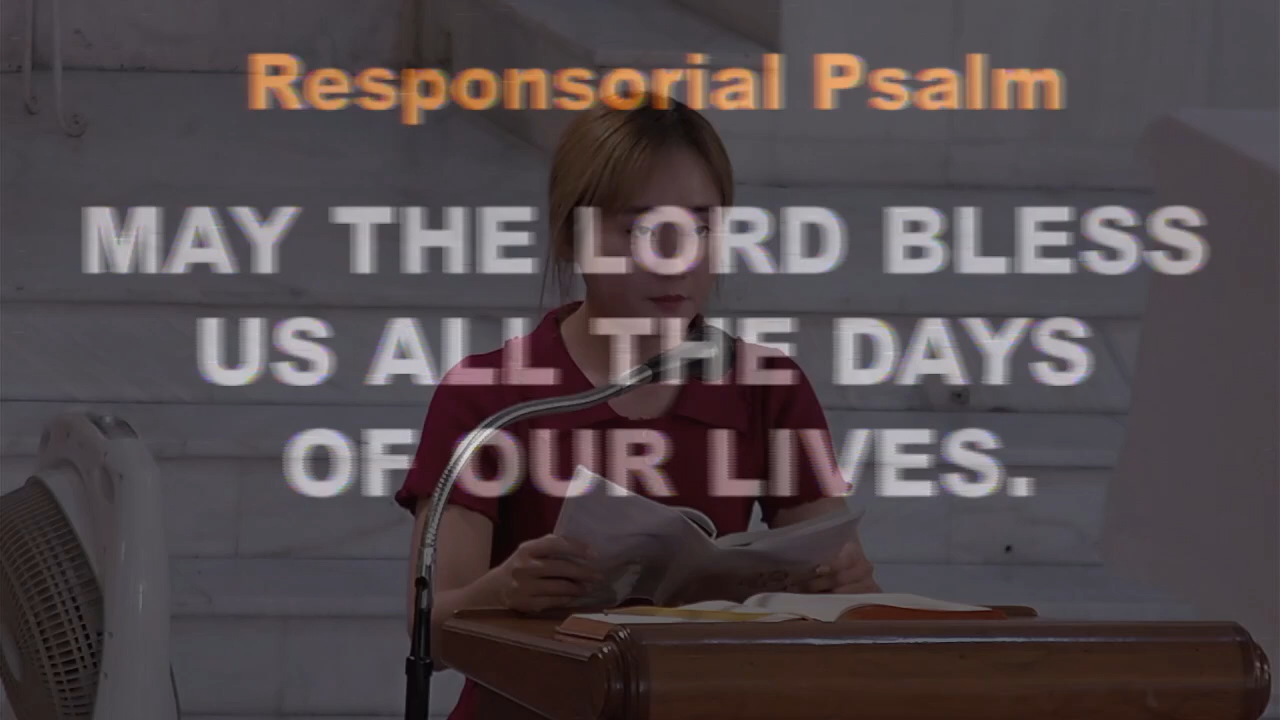 Responsorial Psalm
MAY THE LORD BLESS
US ALL THE DAYS
OF OUR LIVES.